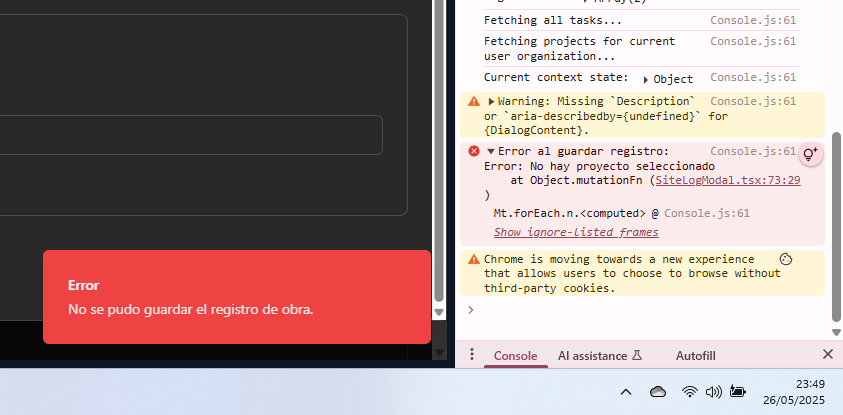 Error
No se pudo guardar el registro de obra.
Fetching all tasks... Console.js:61
Fetching projects for current Console.js:61
user organization...
Current context state: Console.js:61
▶ Object
▶Warning: Missing `Description` Console.js:61
or `aria-describedby={undefined}` for
{DialogContent}.
▼Error al guardar registro: Console.js:61
Error: No hay proyecto seleccionado
at Object.mutationFn (SiteLogModal.tsx:73:29
)
Mt.forEach.n.<computed> @ Console.js:61
Show ignore-listed frames
Chrome is moving towards a new experience
that allows users to choose to browse without
third-party cookies.
>
Console AI assistance Autofill
23:49
26/05/2025